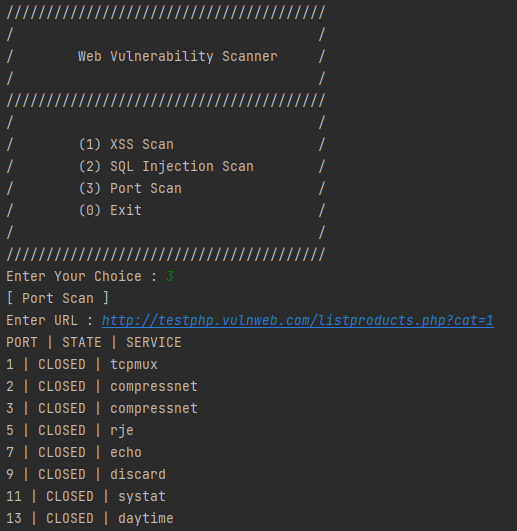 ////////////////////////////////////////
/ /
/ Web Vulnerability Scanner /
/ /
////////////////////////////////////////
/ /
/ (1) XSS Scan /
/ (2) SQL Injection Scan /
/ (3) Port Scan /
/ (0) Exit /
/ /
////////////////////////////////////////
Enter Your Choice : 3
[ Port Scan ]
Enter URL : http://testphp.vulnweb.com/listproducts.php?cat=1
PORT | STATE | SERVICE
1 | CLOSED | tcpmux
2 | CLOSED | compressnet
3 | CLOSED | compressnet
5 | CLOSED | rje
7 | CLOSED | echo
9 | CLOSED | discard
11 | CLOSED | systat
13 | CLOSED | daytime